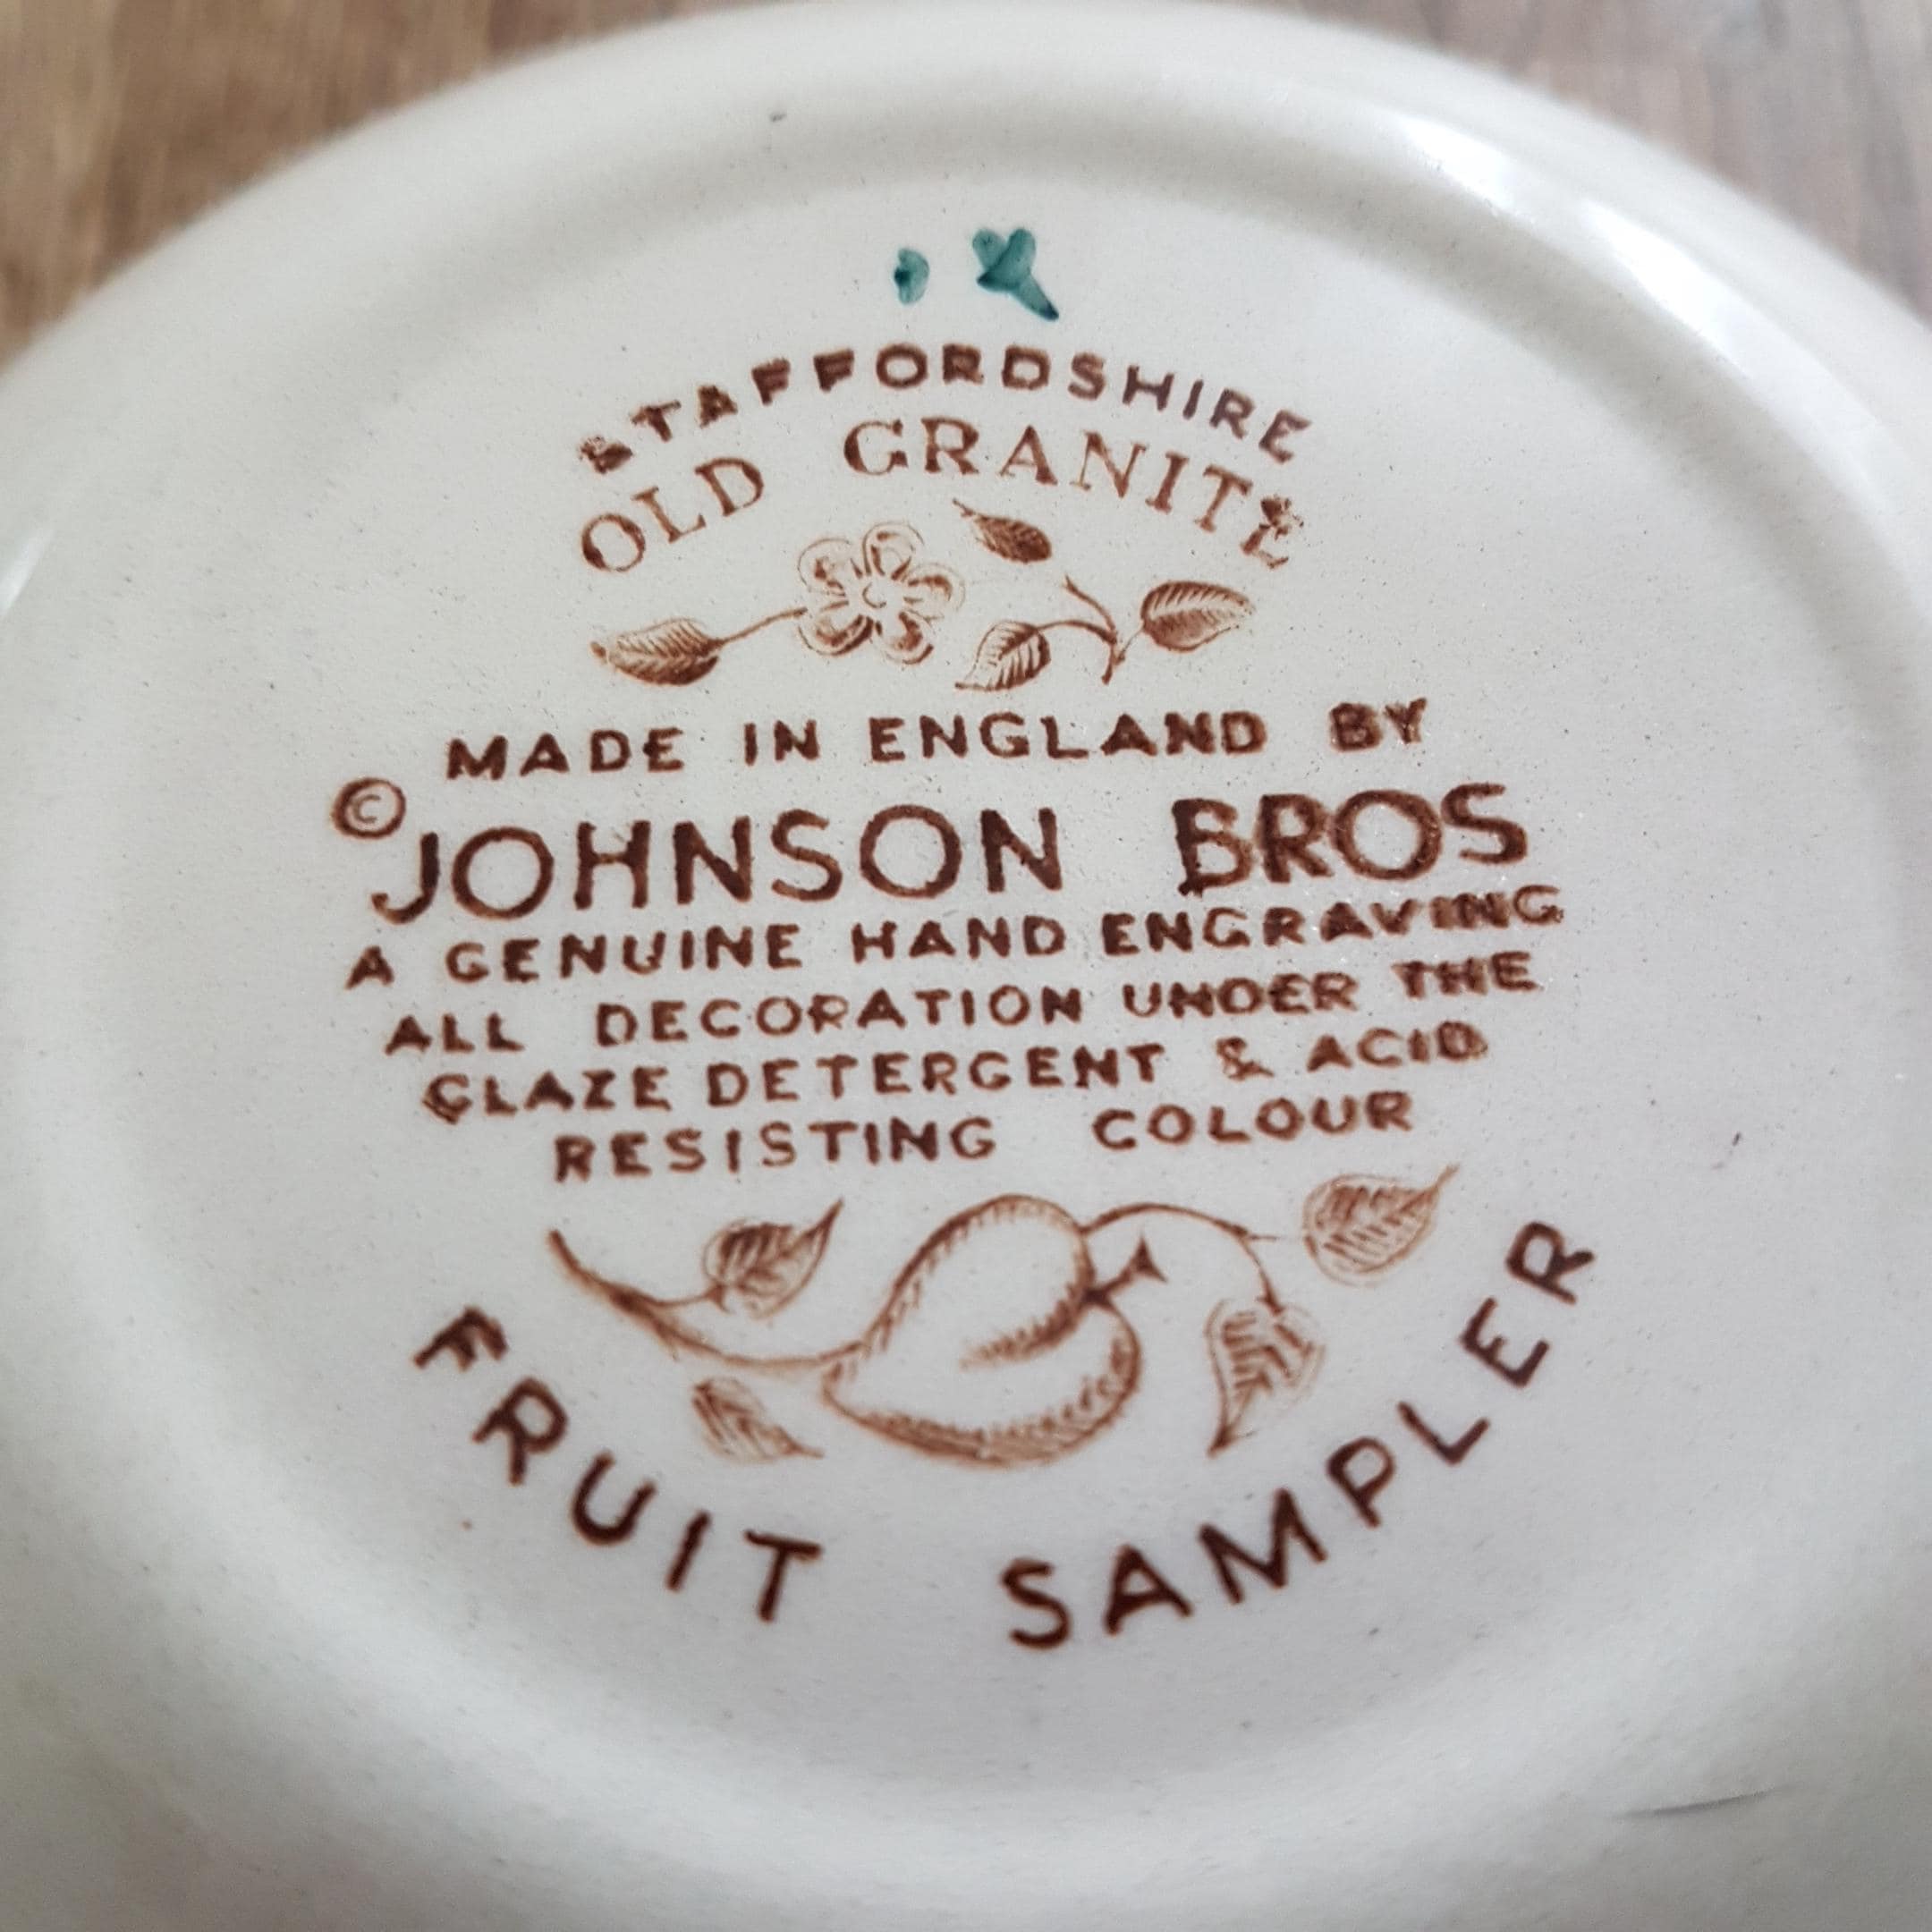 STAFFORDSHIRE
OLD GRANITE
MADE IN ENGLAND BY
© JOHNSON BROS
A GENUINE HAND ENGRAVING
ALL DECORATION UNDER THE
GLAZE DETERGENT & ACID
RESISTING COLOUR
FRUIT SAMPLER